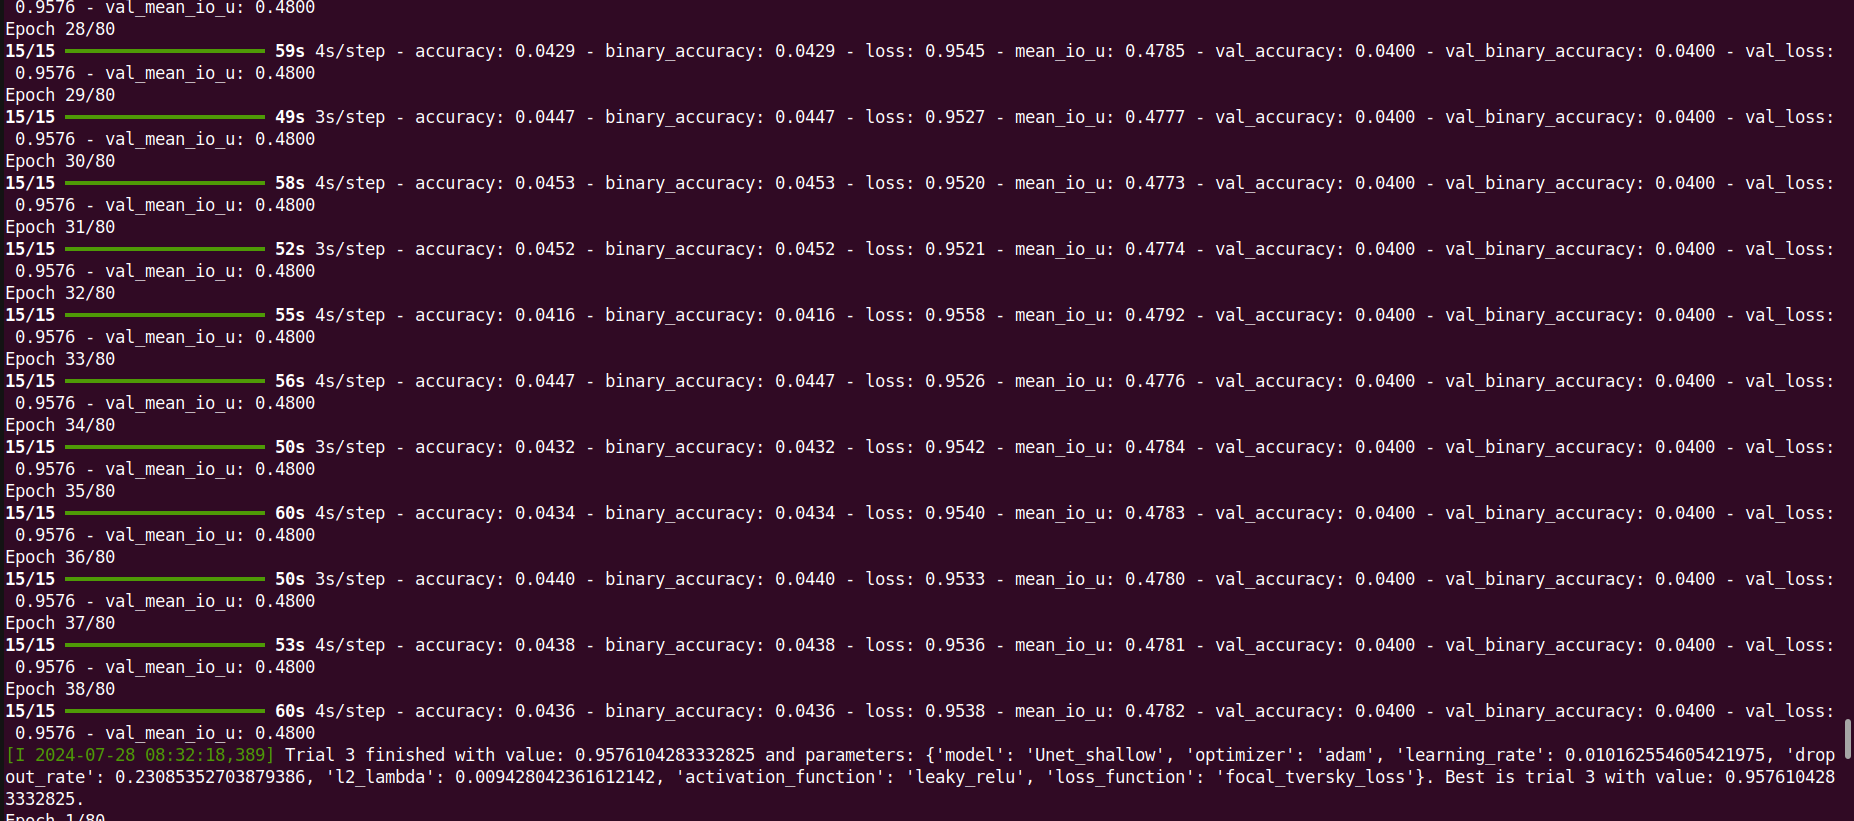 0.9576 - val_mean_io_u: 0.4800
Epoch 28/80
15/15 59s 4s/step - accuracy: 0.0429 - binary_accuracy: 0.0429 - loss: 0.9545 - mean_io_u: 0.4785 - val_accuracy: 0.0400 - val_binary_accuracy: 0.0400 - val_loss:
0.9576 - val_mean_io_u: 0.4800
Epoch 29/80
15/15 49s 3s/step - accuracy: 0.0447 - binary_accuracy: 0.0447 - loss: 0.9527 - mean_io_u: 0.4777 - val_accuracy: 0.0400 - val_binary_accuracy: 0.0400 - val_loss:
0.9576 - val_mean_io_u: 0.4800
Epoch 30/80
15/15 58s 4s/step - accuracy: 0.0453 - binary_accuracy: 0.0453 - loss: 0.9520 - mean_io_u: 0.4773 - val_accuracy: 0.0400 - val_binary_accuracy: 0.0400 - val_loss:
0.9576 - val_mean_io_u: 0.4800
Epoch 31/80
15/15 52s 3s/step - accuracy: 0.0452 - binary_accuracy: 0.0452 - loss: 0.9521 - mean_io_u: 0.4774 - val_accuracy: 0.0400 - val_binary_accuracy: 0.0400 - val_loss:
0.9576 - val_mean_io_u: 0.4800
Epoch 32/80
15/15 55s 4s/step - accuracy: 0.0416 - binary_accuracy: 0.0416 - loss: 0.9558 - mean_io_u: 0.4792 - val_accuracy: 0.0400 - val_binary_accuracy: 0.0400 - val_loss:
0.9576 - val_mean_io_u: 0.4800
Epoch 33/80
15/15 56s 4s/step - accuracy: 0.0447 - binary_accuracy: 0.0447 - loss: 0.9526 - mean_io_u: 0.4776 - val_accuracy: 0.0400 - val_binary_accuracy: 0.0400 - val_loss:
0.9576 - val_mean_io_u: 0.4800
Epoch 34/80
15/15 50s 3s/step - accuracy: 0.0432 - binary_accuracy: 0.0432 - loss: 0.9542 - mean_io_u: 0.4784 - val_accuracy: 0.0400 - val_binary_accuracy: 0.0400 - val_loss:
0.9576 - val_mean_io_u: 0.4800
Epoch 35/80
15/15 60s 4s/step - accuracy: 0.0434 - binary_accuracy: 0.0434 - loss: 0.9540 - mean_io_u: 0.4783 - val_accuracy: 0.0400 - val_binary_accuracy: 0.0400 - val_loss:
0.9576 - val_mean_io_u: 0.4800
Epoch 36/80
15/15 50s 3s/step - accuracy: 0.0440 - binary_accuracy: 0.0440 - loss: 0.9533 - mean_io_u: 0.4780 - val_accuracy: 0.0400 - val_binary_accuracy: 0.0400 - val_loss:
0.9576 - val_mean_io_u: 0.4800
Epoch 37/80
15/15 53s 4s/step - accuracy: 0.0438 - binary_accuracy: 0.0438 - loss: 0.9536 - mean_io_u: 0.4781 - val_accuracy: 0.0400 - val_binary_accuracy: 0.0400 - val_loss:
0.9576 - val_mean_io_u: 0.4800
Epoch 38/80
15/15 60s 4s/step - accuracy: 0.0436 - binary_accuracy: 0.0436 - loss: 0.9538 - mean_io_u: 0.4782 - val_accuracy: 0.0400 - val_binary_accuracy: 0.0400 - val_loss:
0.9576 - val_mean_io_u: 0.4800
[I 2024-07-28 08:32:18,389] Trial 3 finished with value: 0.9576104283332825 and parameters: {'model': 'Unet_shallow', 'optimizer': 'adam', 'learning_rate': 0.010162554605421975, 'drop
out_rate': 0.23085352703879386, 'l2_lambda': 0.009428042361612142, 'activation_function': 'leaky_relu', 'loss_function': 'focal_tversky_loss'}. Best is trial 3 with value: 0.957610428
3332825.
Epoch 1/80